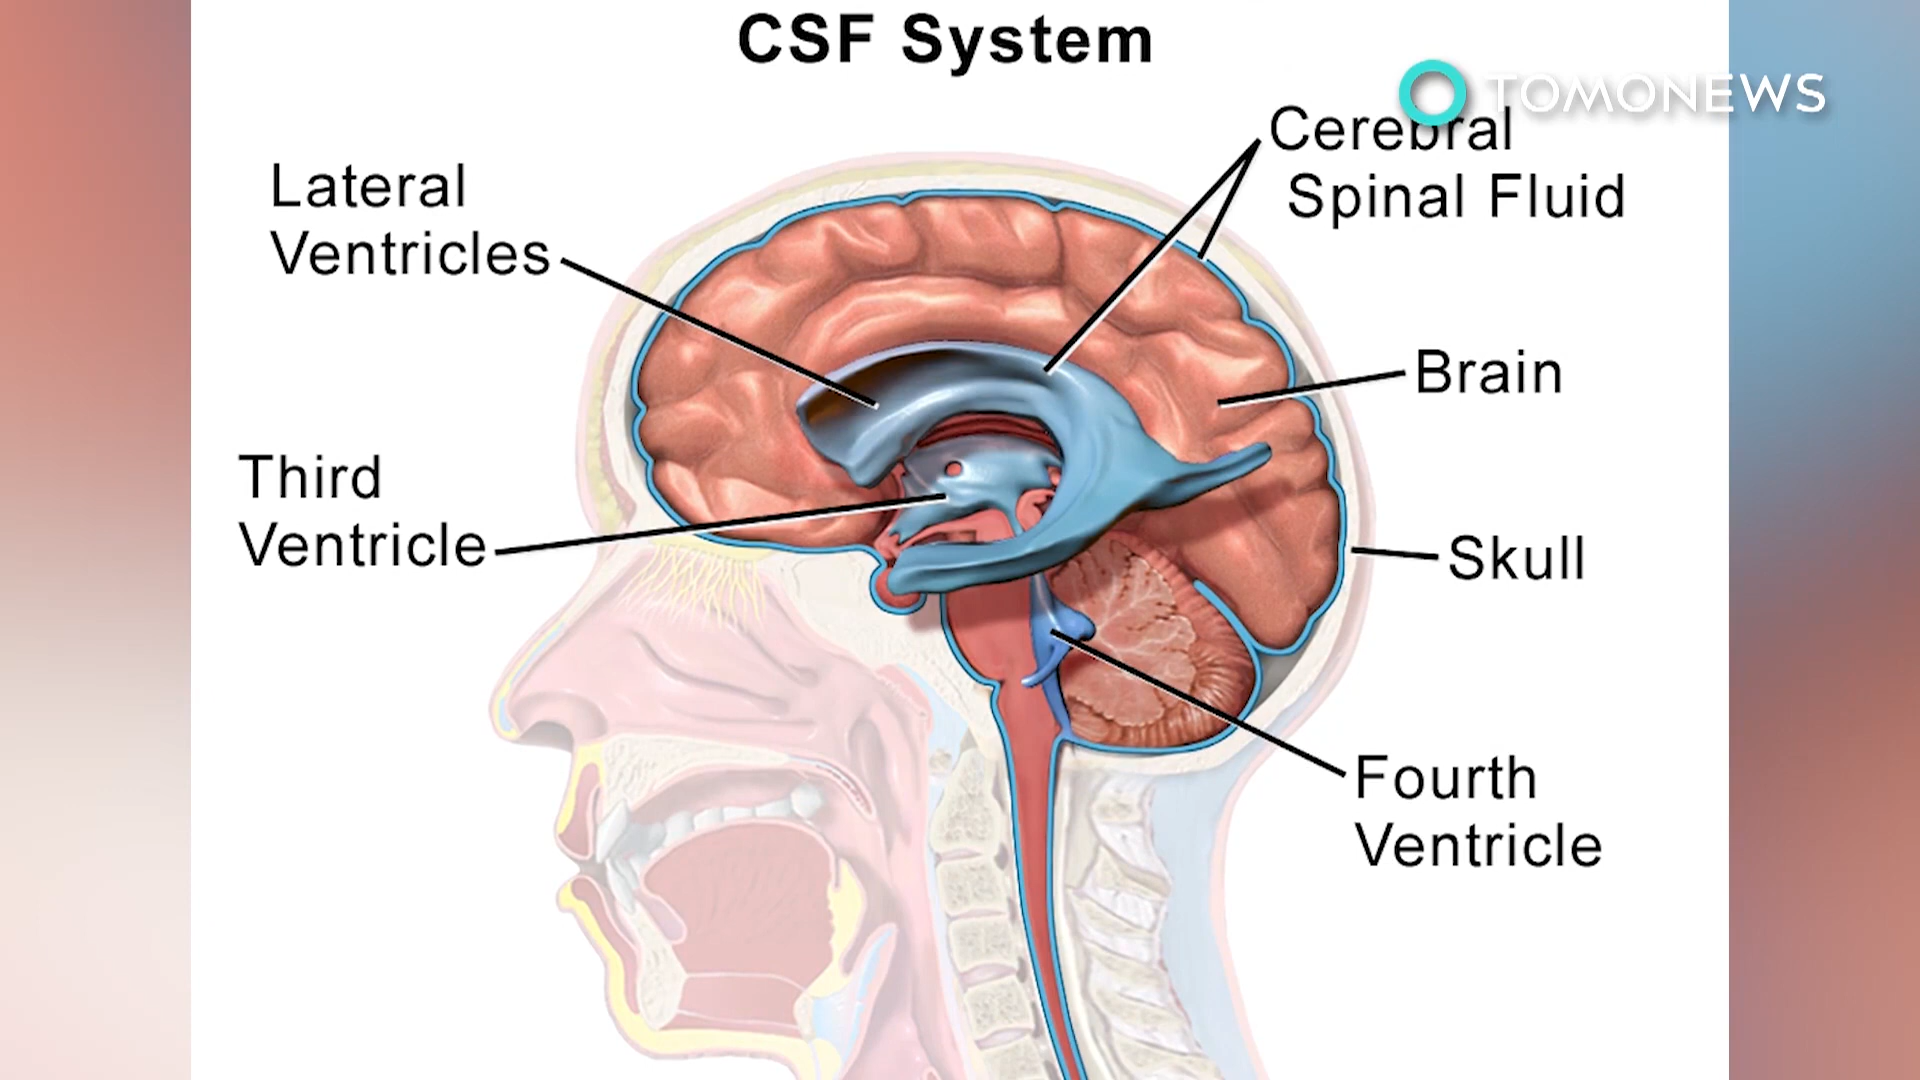 CSF System
TOMONEWS
Cerebral
Spinal Fluid
Lateral
Ventricles
Brain
Third
Ventricle
Skull
Fourth
Ventricle